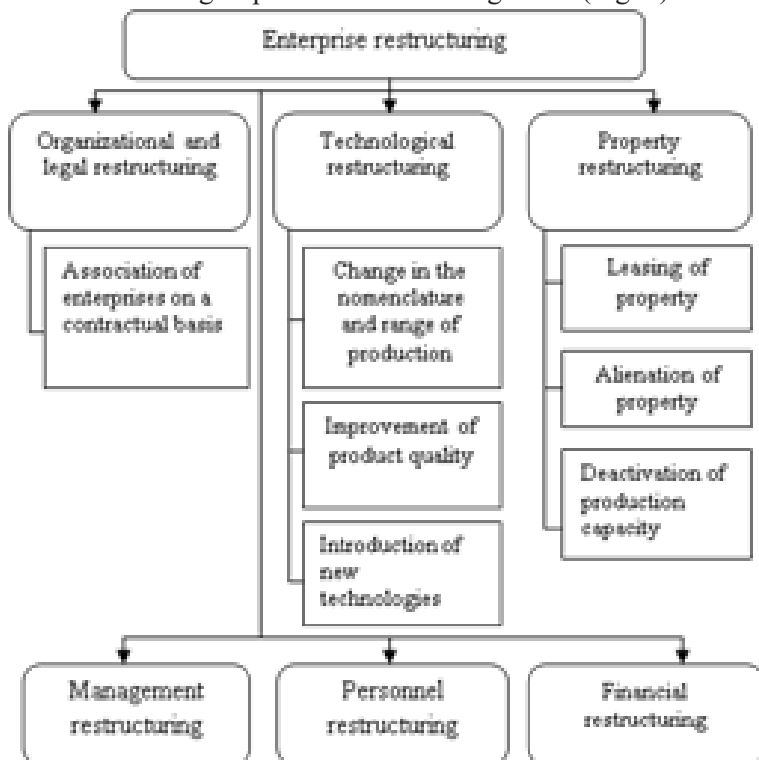 Enterprise restructuring
Organizational and
legal restructuring
Technological
restructuring
Property
restructuring
Association of
enterprises on a
contractual basis
Change in the
nomenclature
and range of
production
Improvement of
product quality
Introduction of
new
technologies
Leasing of
property
Alienation of
property
Deactivation of
production
capacity
Management
restructuring
Personnel
restructuring
Financial
restructuring